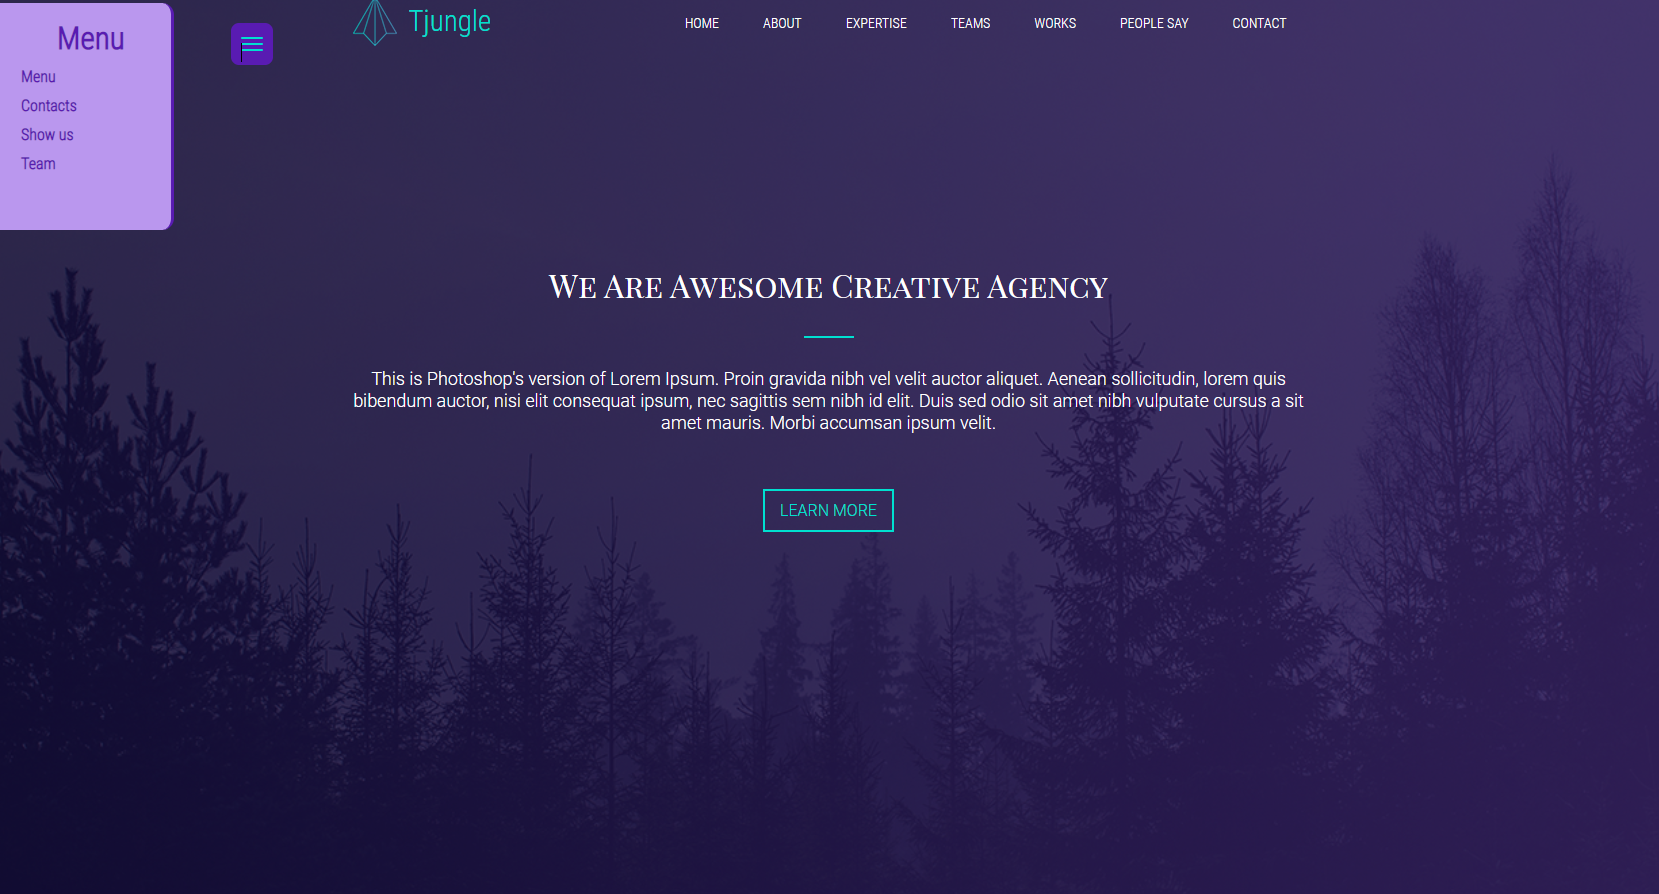 Menu
Menu
Contacts
Show us
Team
Tjungle
HOME ABOUT EXPERTISE TEAMS WORKS PEOPLE SAY CONTACT
We Are Awesome Creative Agency
This is Photoshop's version of Lorem Ipsum. Proin gravida nibh vel velit auctor aliquet. Aenean sollicitudin, lorem quis
bibendum auctor, nisi elit consequat ipsum, nec sagittis sem nibh id elit. Duis sed odio sit amet nibh vulputate cursus a sit
amet mauris. Morbi accumsan ipsum velit.
LEARN MORE